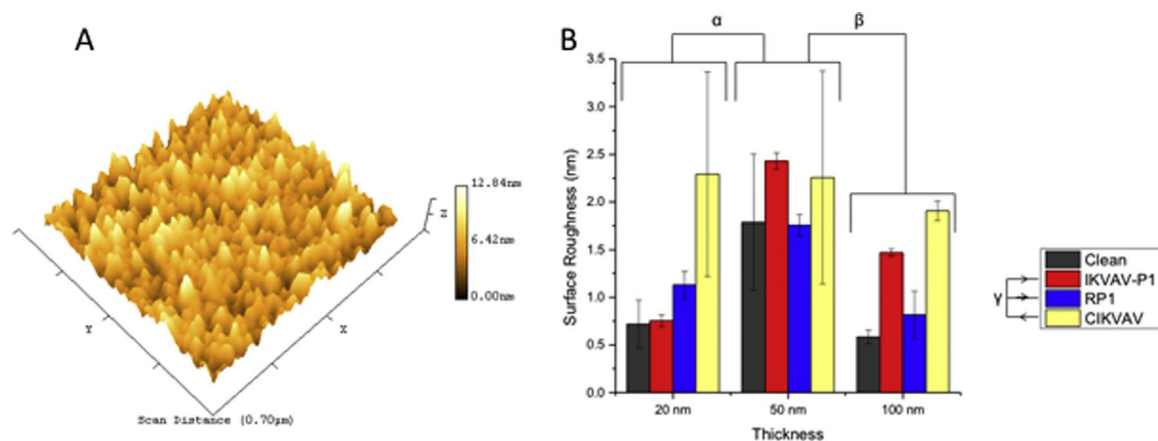 A
12.84nm
Z
6.42nm
0.00nm
Y
X
Scan Distance (0.70μm)
B
α
β
3.5
3.0
2.5
2.0
1.5
1.0
0.5
0.0
Surface Roughness (nm)
20 nm
50 nm
100 nm
Thickness
γ
Clean
IKVAV-P1
RP1
CIKVAV